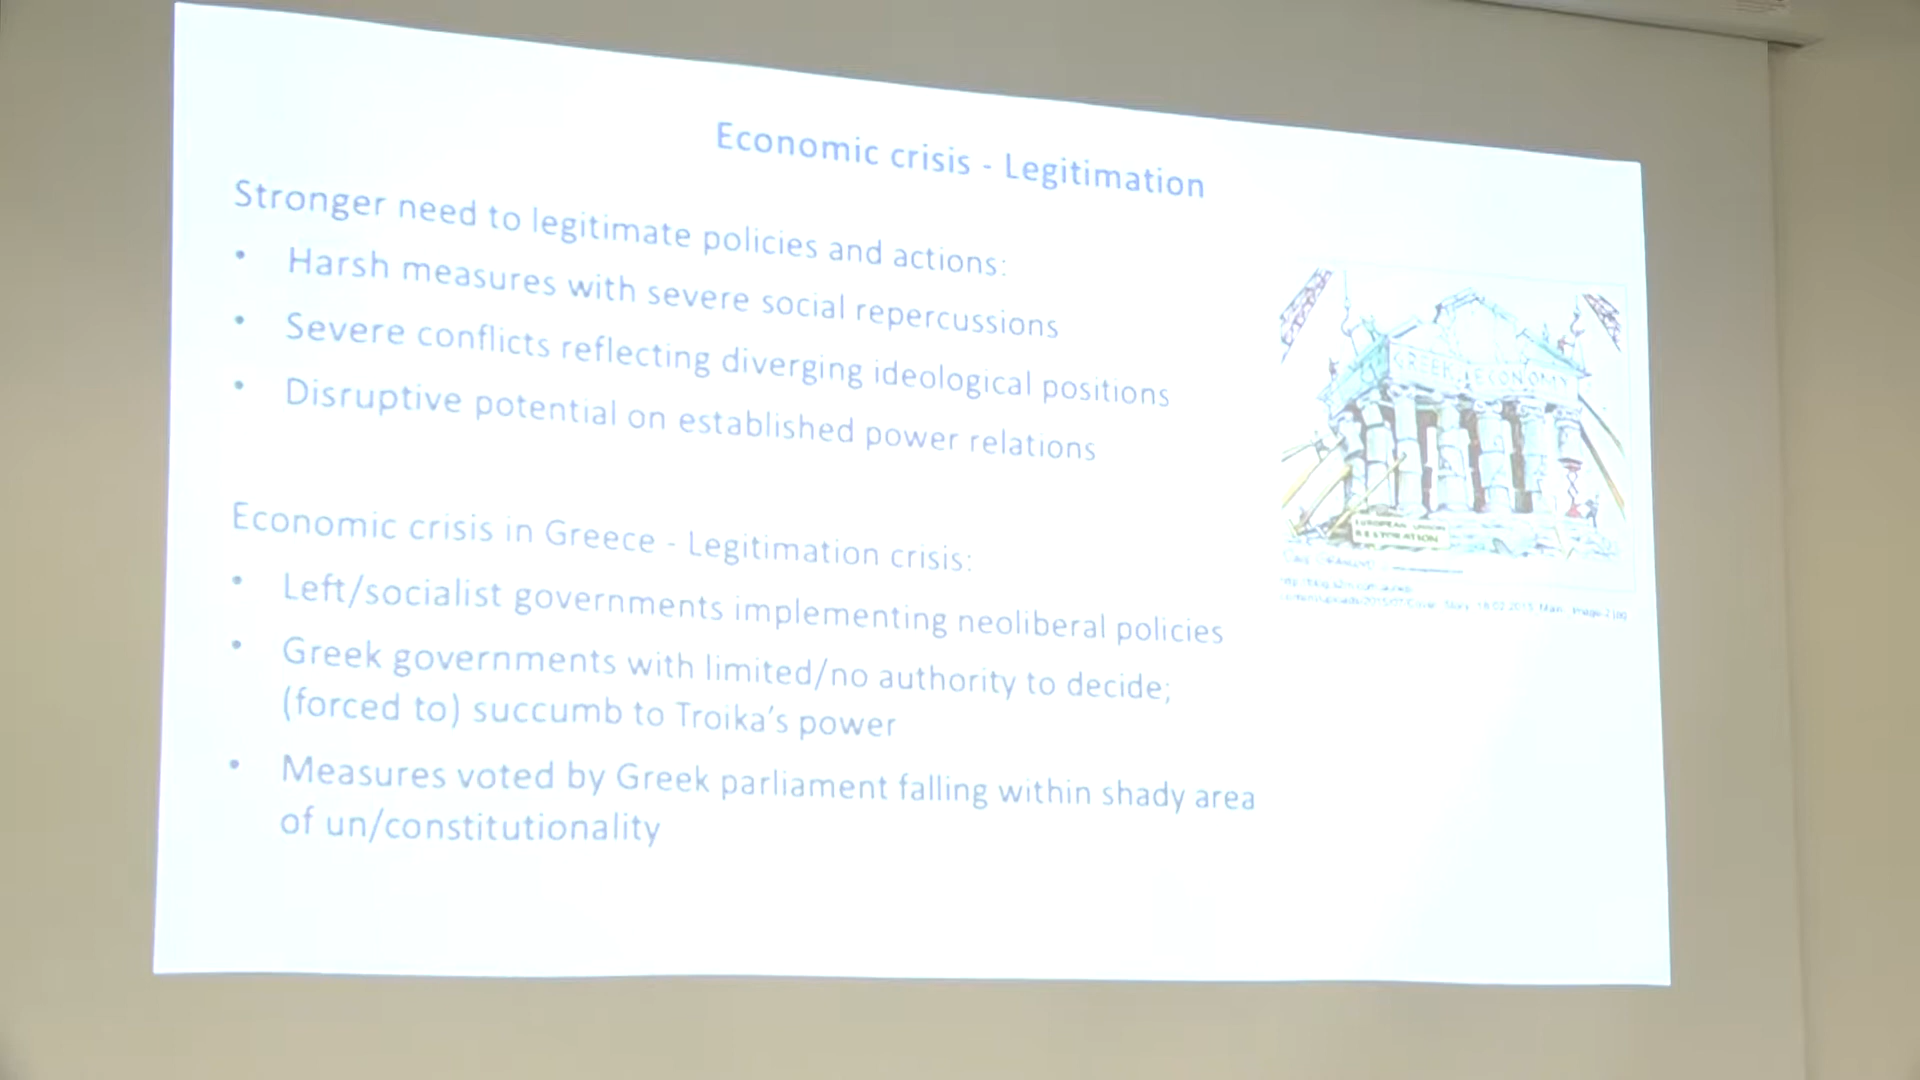 Economic crisis - Legitimation
Stronger need to legitimate policies and actions:
• Harsh measures with severe social repercussions
• Severe conflicts reflecting diverging ideological positions
• Disruptive potential on established power relations
Economic crisis in Greece - Legitimation crisis:
• Left/socialist governments implementing neoliberal policies
• Greek governments with limited/no authority to decide;
(forced to) succumb to Troika's power
• Measures voted by Greek parliament falling within shady area
of un/constitutionality
GREEK ECONOMY
EUROPEAN UNION
RESTORATION